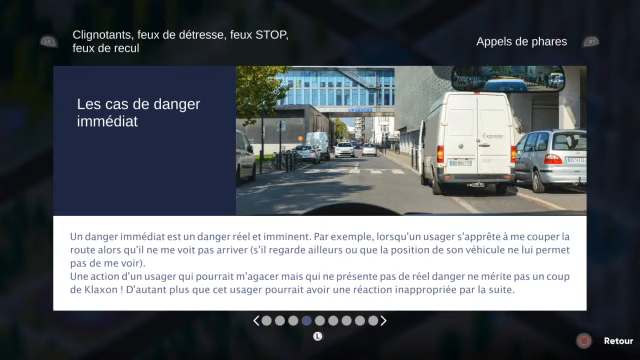 Clignotants, feux de détresse, feux STOP,
feux de recul
Appels de phares
Les cas de danger
immédiat
Express
Un danger immédiat est un danger réel et imminent. Par exemple, lorsqu'un usager s'apprête à me couper la
route alors qu'il ne me voit pas arriver (s'il regarde ailleurs ou que la position de son véhicule ne lui permet
pas de me voir).
Une action d'un usager qui pourrait m'agacer mais qui ne présente pas de réel danger ne mérite pas un coup
de Klaxon ! D'autant plus que cet usager pourrait avoir une réaction inappropriée par la suite.
L
Retour